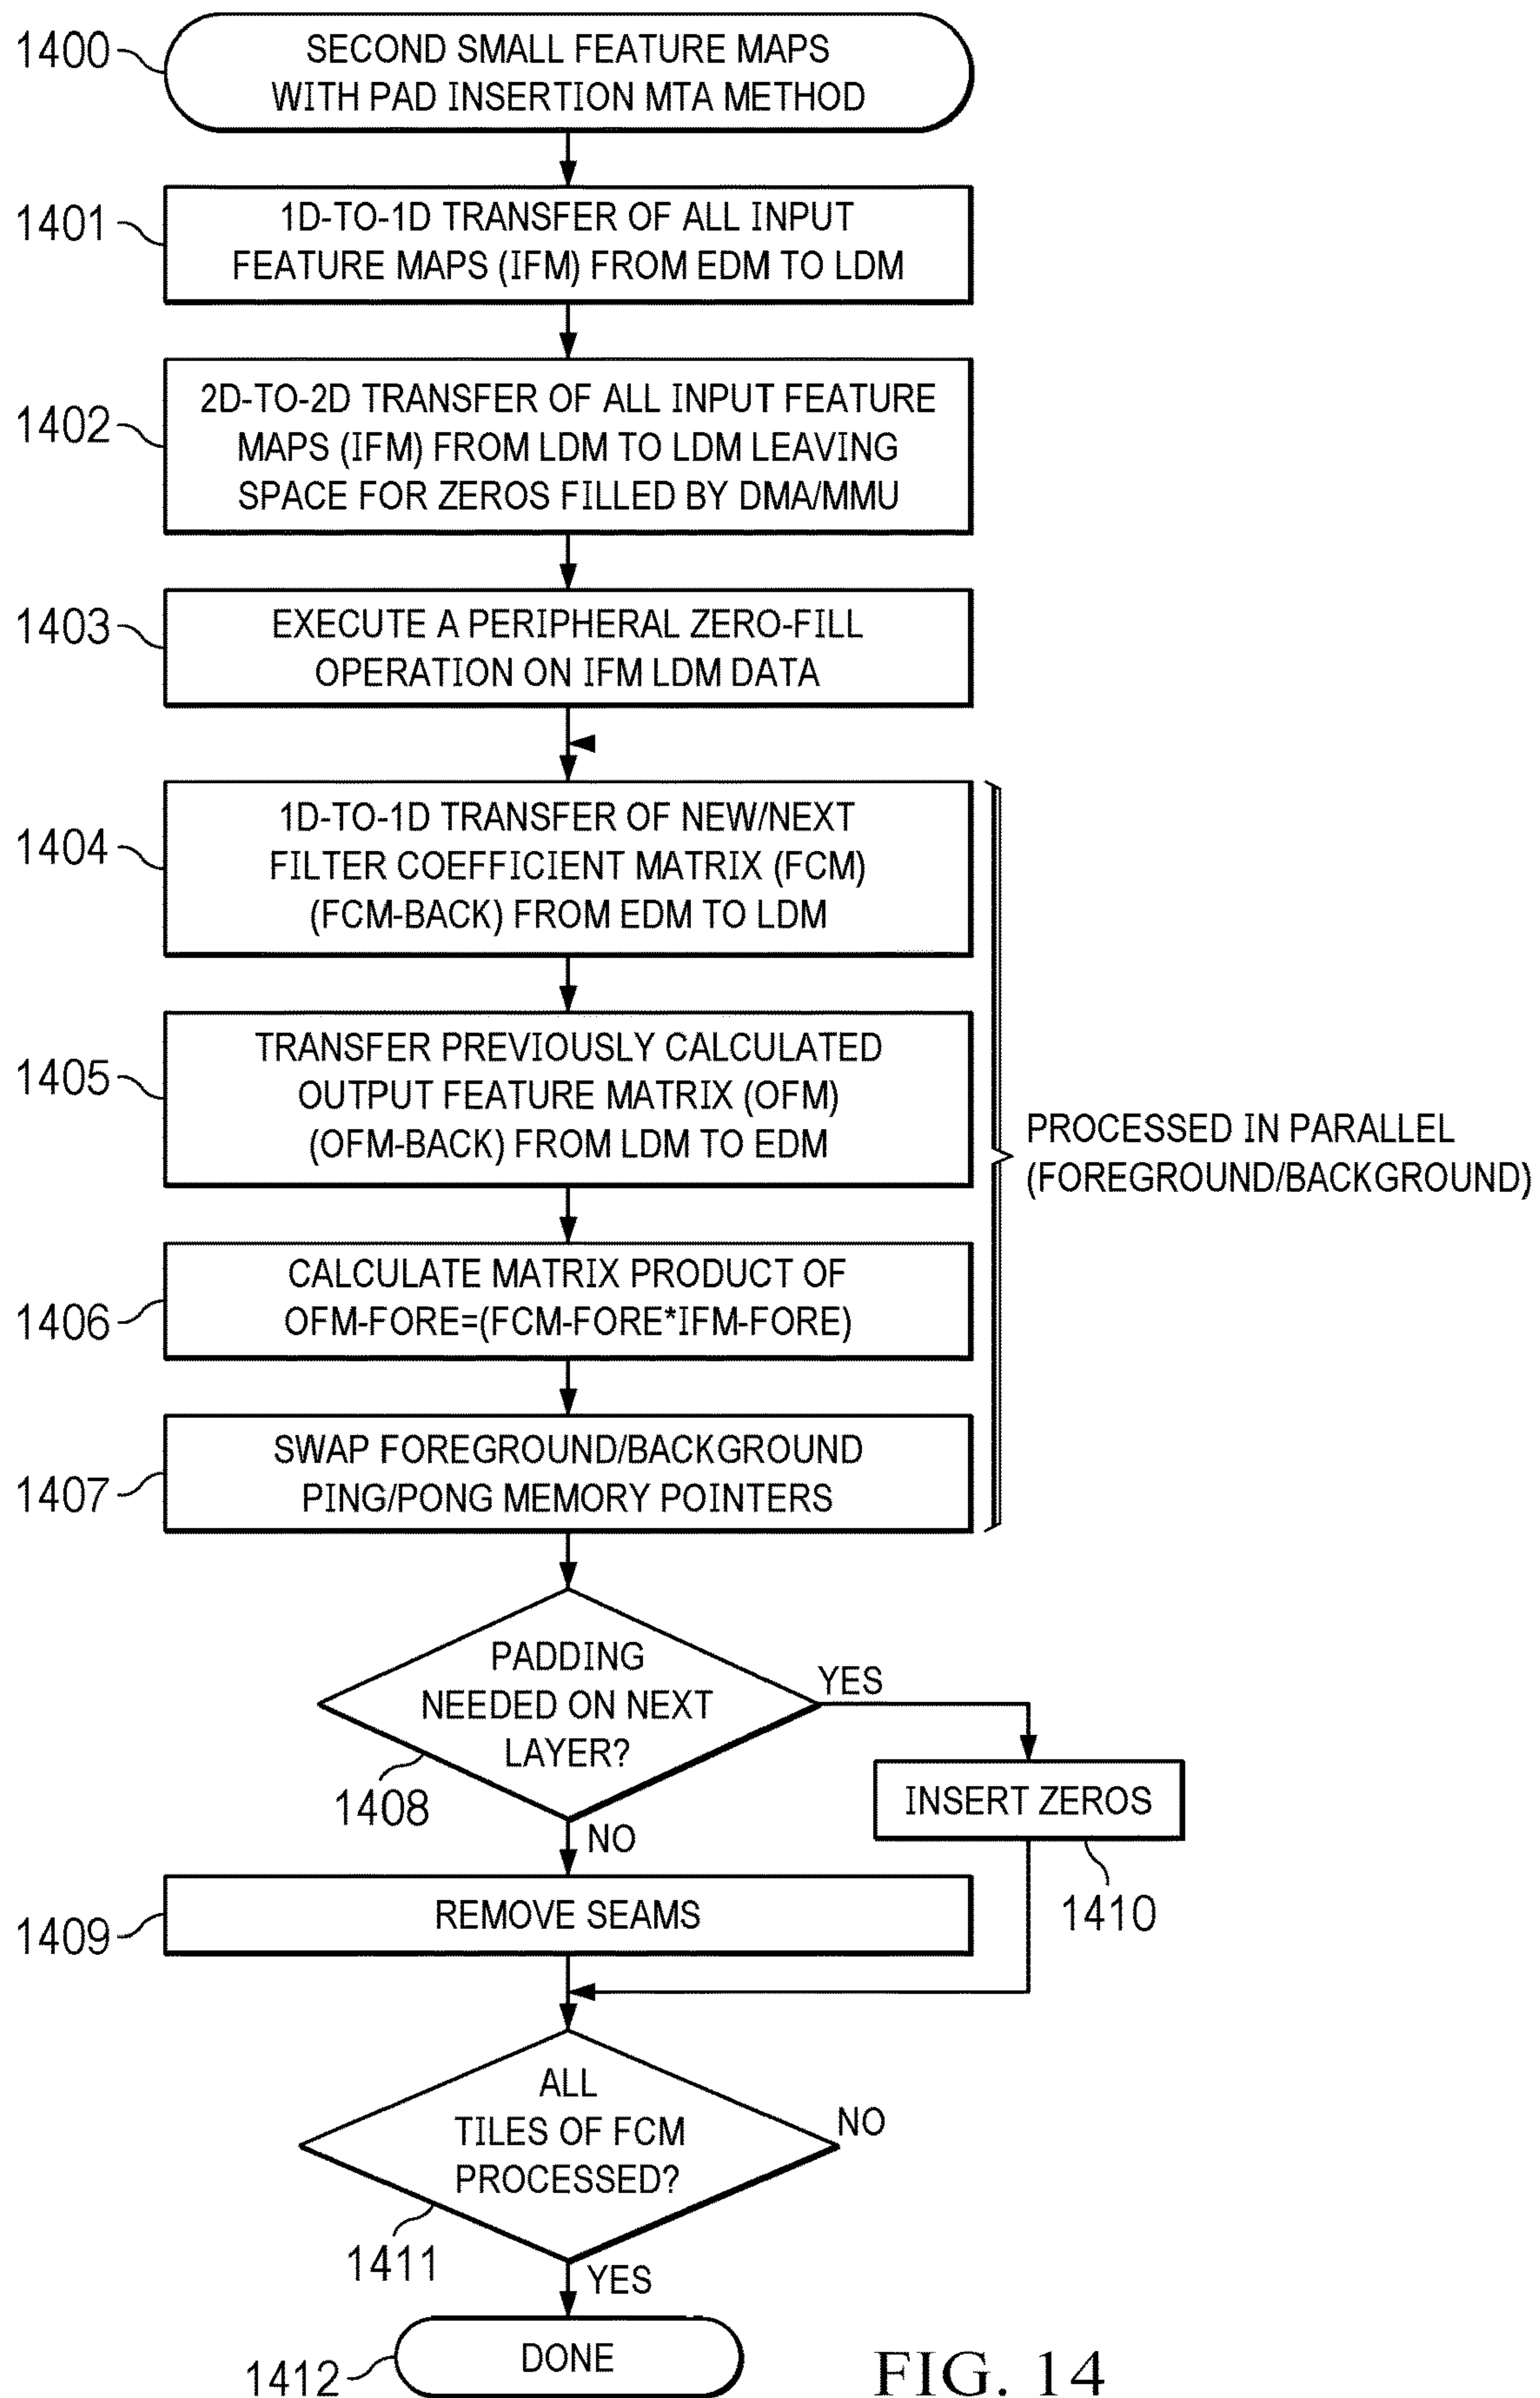 1400
SECOND SMALL FEATURE MAPS
WITH PAD INSERTION MTA METHOD
1401
1D-TO-1D TRANSFER OF ALL INPUT
FEATURE MAPS (IFM) FROM EDM TO LDM
1402
2D-TO-2D TRANSFER OF ALL INPUT FEATURE
MAPS (IFM) FROM LDM TO LDM LEAVING
SPACE FOR ZEROS FILLED BY DMA/MMU
1403
EXECUTE A PERIPHERAL ZERO-FILL
OPERATION ON IFM LDM DATA
1404
1D-TO-1D TRANSFER OF NEW/NEXT
FILTER COEFFICIENT MATRIX (FCM)
(FCM-BACK) FROM EDM TO LDM
1405
TRANSFER PREVIOUSLY CALCULATED
OUTPUT FEATURE MATRIX (OFM)
(OFM-BACK) FROM LDM TO EDM
PROCESSED IN PARALLEL
(FOREGROUND/BACKGROUND)
1406
CALCULATE MATRIX PRODUCT OF
OFM-FORE=(FCM-FORE*IFM-FORE)
1407
SWAP FOREGROUND/BACKGROUND
PING/PONG MEMORY POINTERS
PADDING
NEEDED ON NEXT
LAYER?
YES
1408
NO
INSERT ZEROS
1410
1409
REMOVE SEAMS
ALL
TILES OF FCM
PROCESSED?
NO
1411
YES
1412
DONE
FIG. 14